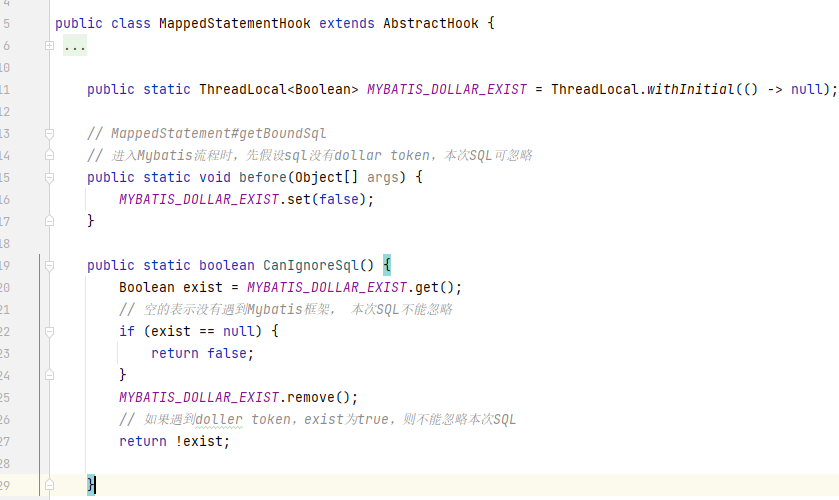 4
5 public class MappedStatementHook extends AbstractHook {
6 ...
10
11 public static ThreadLocal<Boolean> MYBATIS_DOLLAR_EXIST = ThreadLocal.withInitial(() -> null);
12
13 // MappedStatement#getBoundSql
14 // 进入Mybatis流程时，先假设sql没有dollar token，本次SQL可忽略
15 public static void before(Object[] args) {
16 MYBATIS_DOLLAR_EXIST.set(false);
17 }
18
19 public static boolean CanIgnoreSql() {
20 Boolean exist = MYBATIS_DOLLAR_EXIST.get();
21 // 空的表示没有遇到Mybatis框架， 本次SQL不能忽略
22 if (exist == null) {
23 return false;
24 }
25 MYBATIS_DOLLAR_EXIST.remove();
26 // 如果遇到doller token，exist为true，则不能忽略本次SQL
27 return !exist;
28
29 }